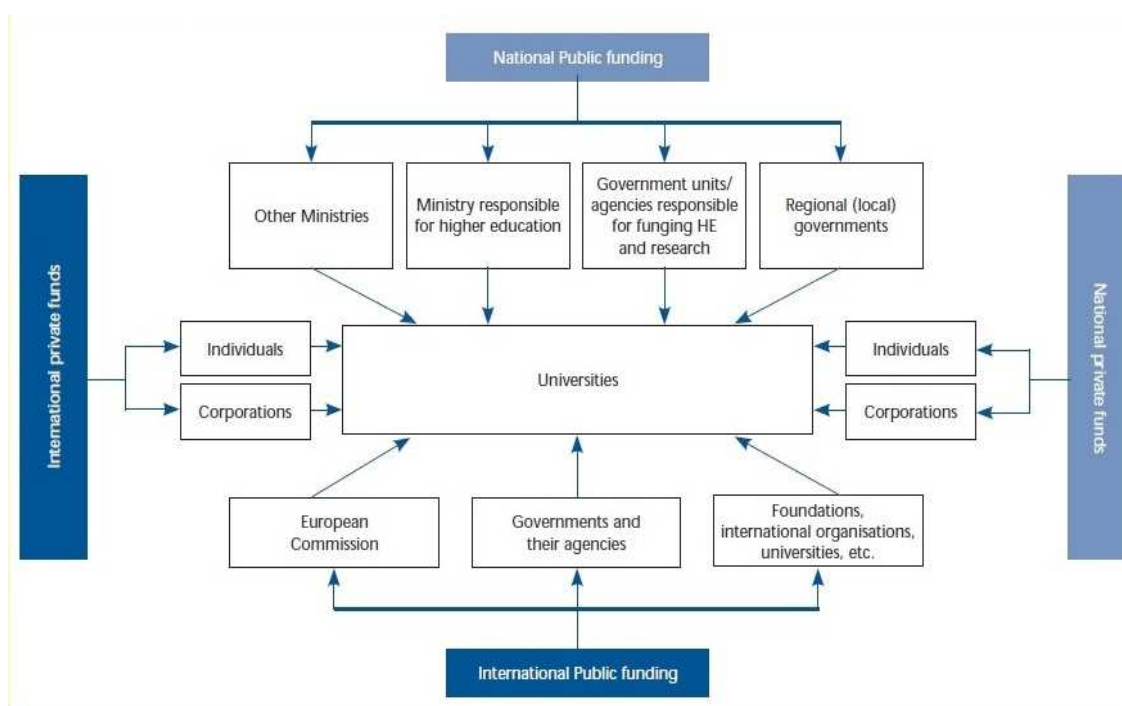 National Public funding
Other Ministries
Ministry responsible
for higher education
Government units/
agencies responsible
for funging HE
and research
Regional (local)
governments
International private funds
Individuals
Corporations
Universities
Individuals
Corporations
National private funds
European
Commission
Governments and
their agencies
Foundations,
international organisations,
universities, etc.
International Public funding